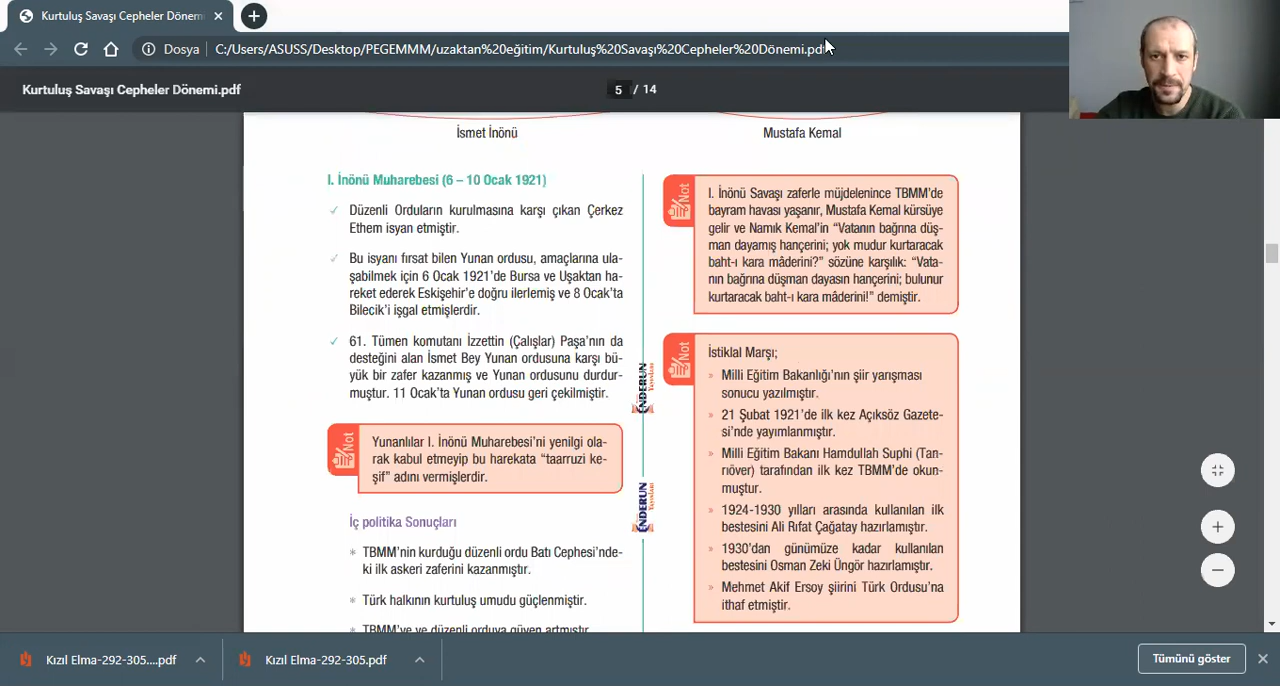 Kurtuluş Savaşı Cepheler Dönemi
Dosya
C:/Users/ASUSS/Desktop/PEGEMMM/uzaktan%20eğitim/Kurtuluş%20Savaşı%20Cepheler%20Dönemi.pdf
Kurtuluş Savaşı Cepheler Dönemi.pdf
5 / 14
İsmet İnönü
Mustafa Kemal
I. İnönü Muharebesi (6 – 10 Ocak 1921)
✓ Düzenli Orduların kurulmasına karşı çıkan Çerkez
Ethem isyan etmiştir.
✓ Bu isyanı fırsat bilen Yunan ordusu, amaçlarına ula-
şabilmek için 6 Ocak 1921’de Bursa ve Uşaktan ha-
reket ederek Eskişehir’e doğru ilerlemiş ve 8 Ocak’ta
Bilecik’i işgal etmişlerdir.
✓ 61. Tümen komutanı İzzettin (Çalışlar) Paşa’nın da
desteğini alan İsmet Bey Yunan ordusuna karşı bü-
yük bir zafer kazanmış ve Yunan ordusunu durdur-
muştur. 11 Ocak’ta Yunan ordusu geri çekilmiştir.
Not
Yunanlılar I. İnönü Muharebesi’ni yenilgi ola-
rak kabul etmeyip bu harekata “taarruzi ke-
şif” adını vermişlerdir.
İç politika Sonuçları
* TBMM’nin kurduğu düzenli ordu Batı Cephesi’nde-
ki ilk askeri zaferini kazanmıştır.
* Türk halkının kurtuluş umudu güçlenmiştir.
* TBMM’ye ve düzenli orduya güven artmıştır.
ENDERUN
Yayınları
ENDERUN
Yayınları
Not
I. İnönü Savaşı zaferle müjdelenince TBMM’de
bayram havası yaşanır, Mustafa Kemal kürsüye
gelir ve Namık Kemal’in “Vatanın bağrına düş-
man dayamış hançerini; yok mudur kurtaracak
baht-ı kara mâderini?” sözüne karşılık: “Vata-
nın bağrına düşman dayasın hançerini; bulunur
kurtaracak baht-ı kara mâderini!” demiştir.
Not
İstiklal Marşı;
» Milli Eğitim Bakanlığı’nın şiir yarışması
sonucu yazılmıştır.
» 21 Şubat 1921’de ilk kez Açıksöz Gazete-
si’nde yayımlanmıştır.
» Milli Eğitim Bakanı Hamdullah Suphi (Tan-
rıöver) tarafından ilk kez TBMM’de okun-
muştur.
» 1924-1930 yılları arasında kullanılan ilk
bestesini Ali Rıfat Çağatay hazırlamıştır.
» 1930’dan günümüze kadar kullanılan
bestesini Osman Zeki Üngör hazırlamıştır.
» Mehmet Akif Ersoy şiirini Türk Ordusu’na
ithaf etmiştir.
Kızıl Elma-292-305....pdf
Kızıl Elma-292-305.pdf
Tümünü göster